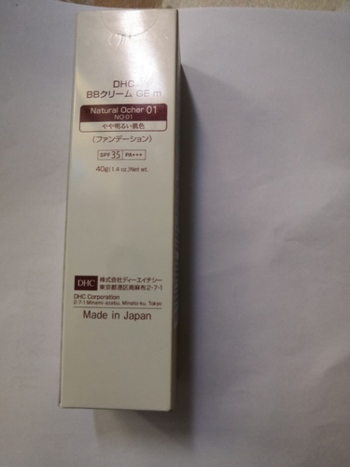 DHC
BBクリーム GE m
Natural Ocher 01
NO.01
やや明るい肌色
(ファンデーション)
SPF 35 PA+++
40g(1.4 oz.)Net wt.
DHC 株式会社ディーエイチシー
東京都港区南麻布2-7-1
DHC Corporation
2-7-1 Minami-azabu, Minato-ku, Tokyo
Made in Japan